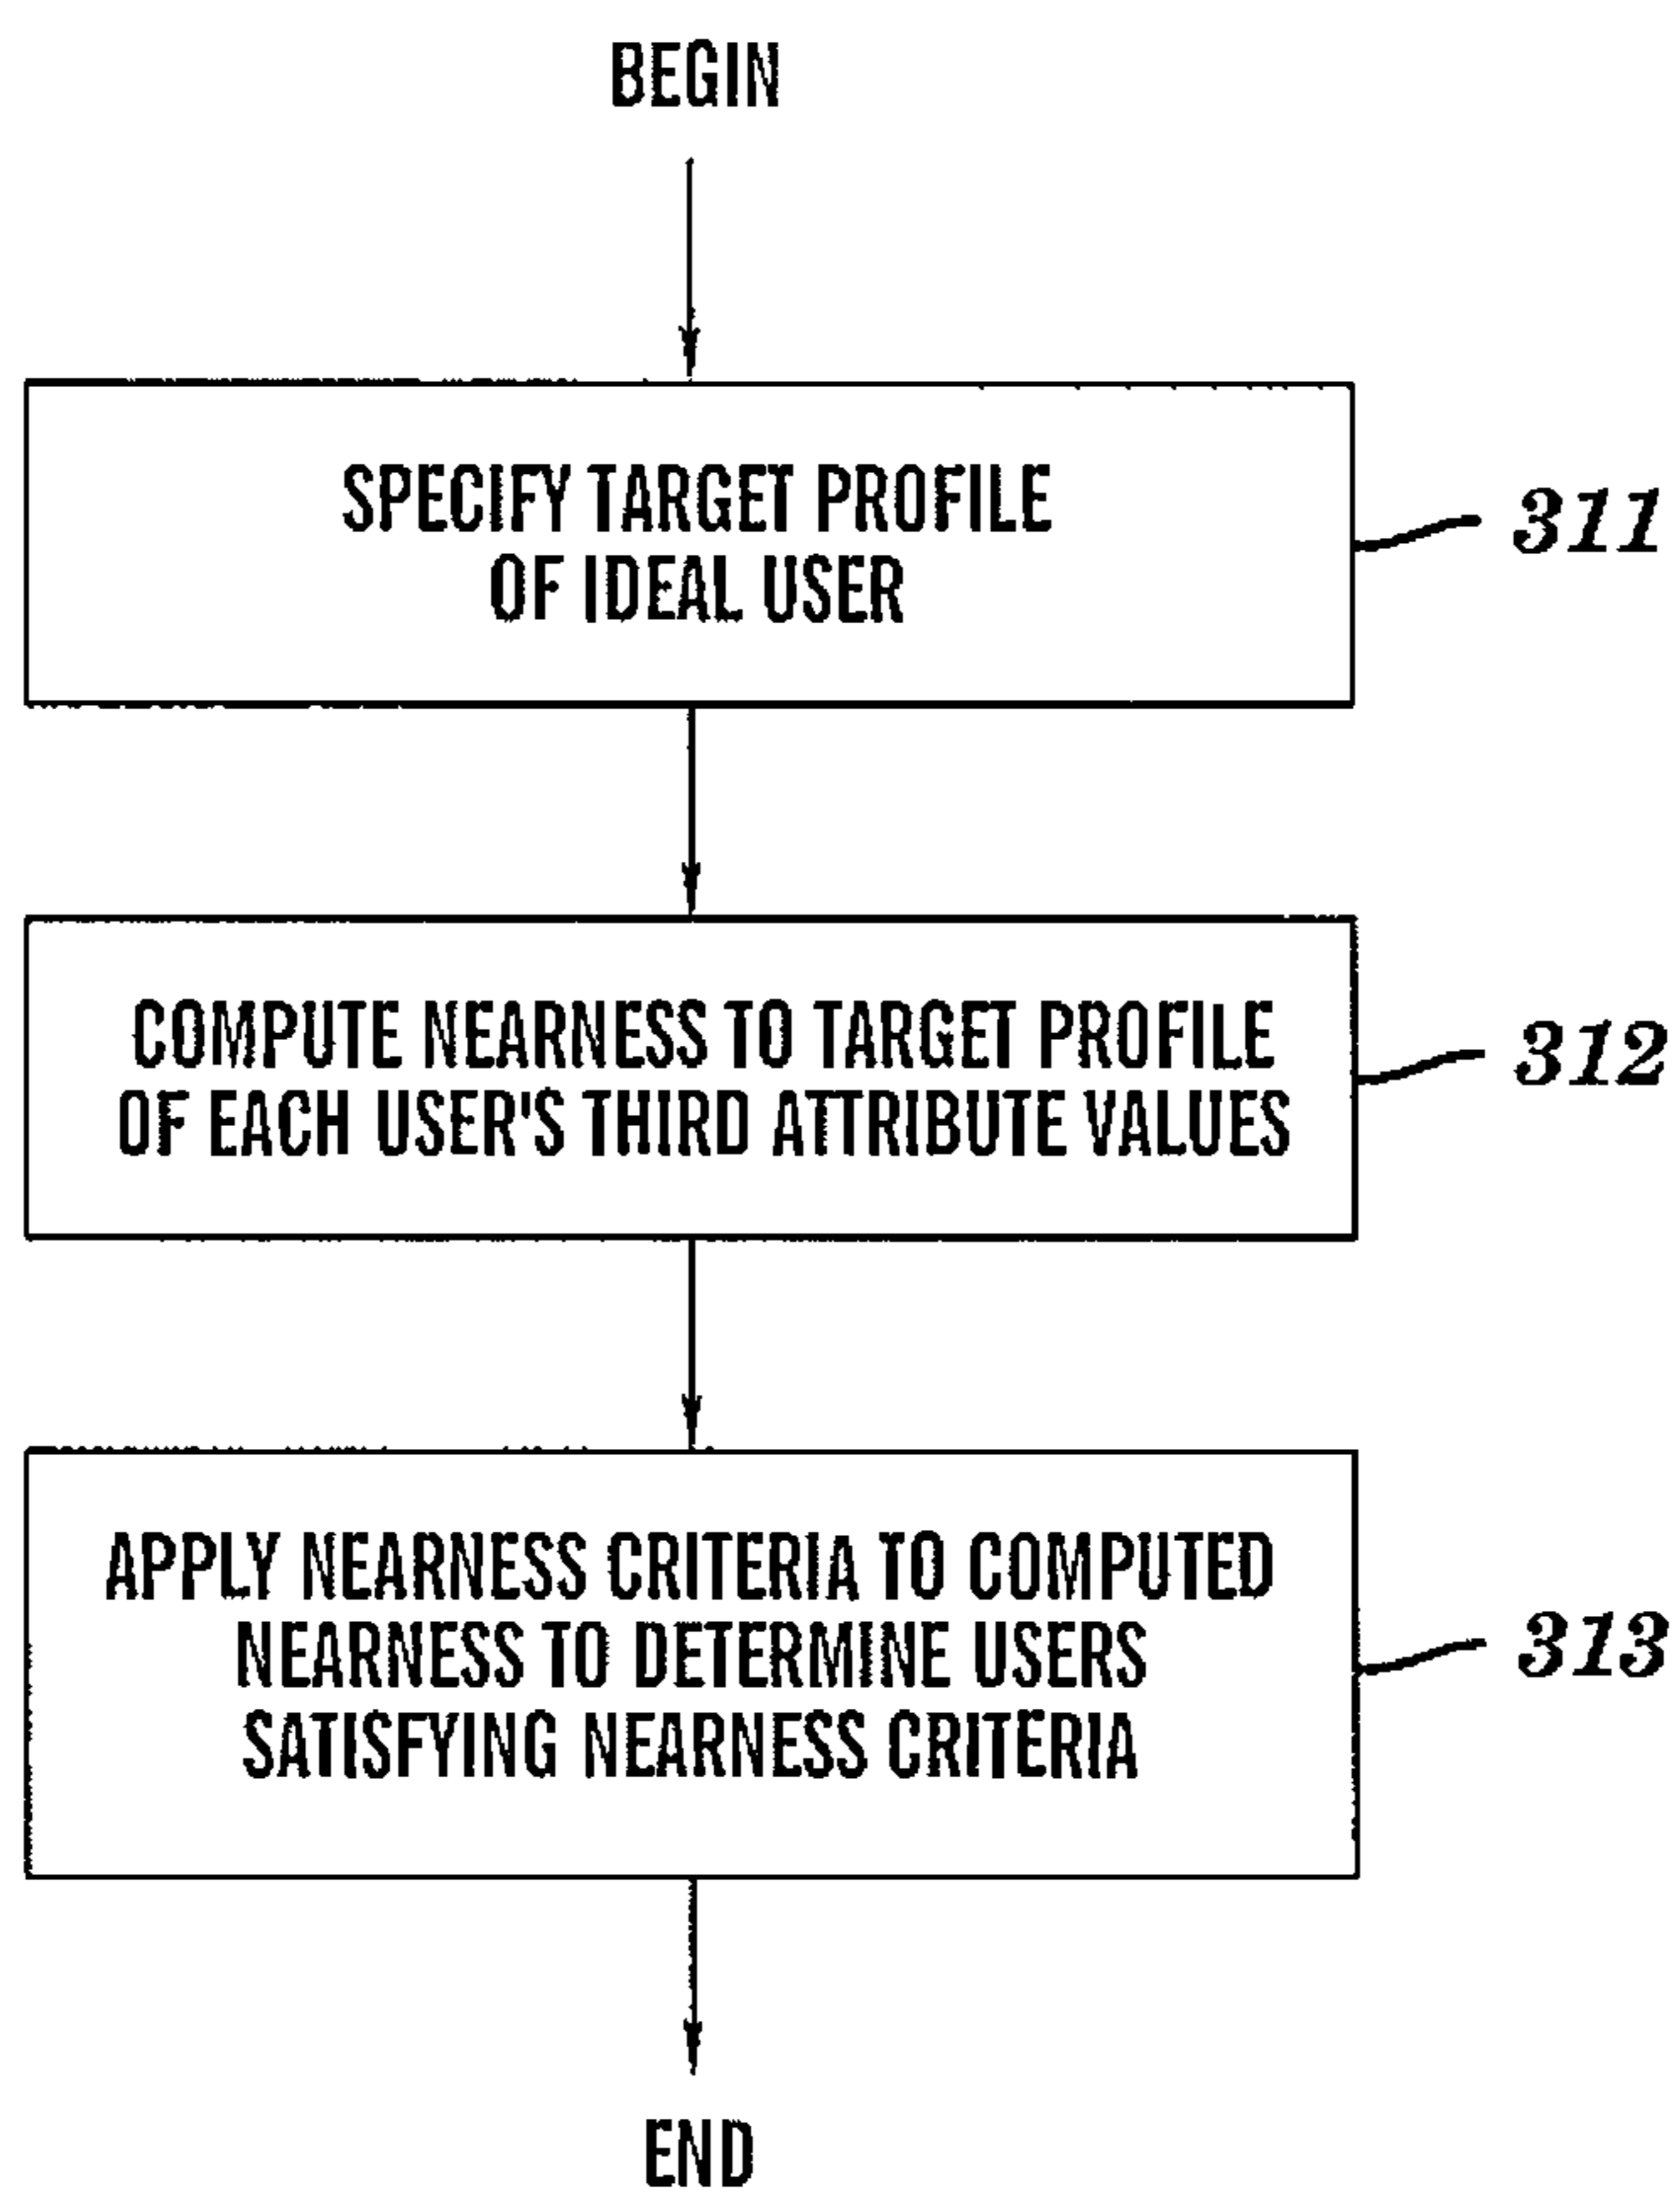 BEGIN
SPECIFY TARGET PROFILE
OF IDEAL USER
311
COMPUTE NEARNESS TO TARGET PROFILE
OF EACH USER'S THIRD ATTRIBUTE VALUES
312
APPLY NEARNESS CRITERIA TO COMPUTED
NEARNESS TO DETERMINE USERS
SATISFYING NEARNESS CRITERIA
313
END